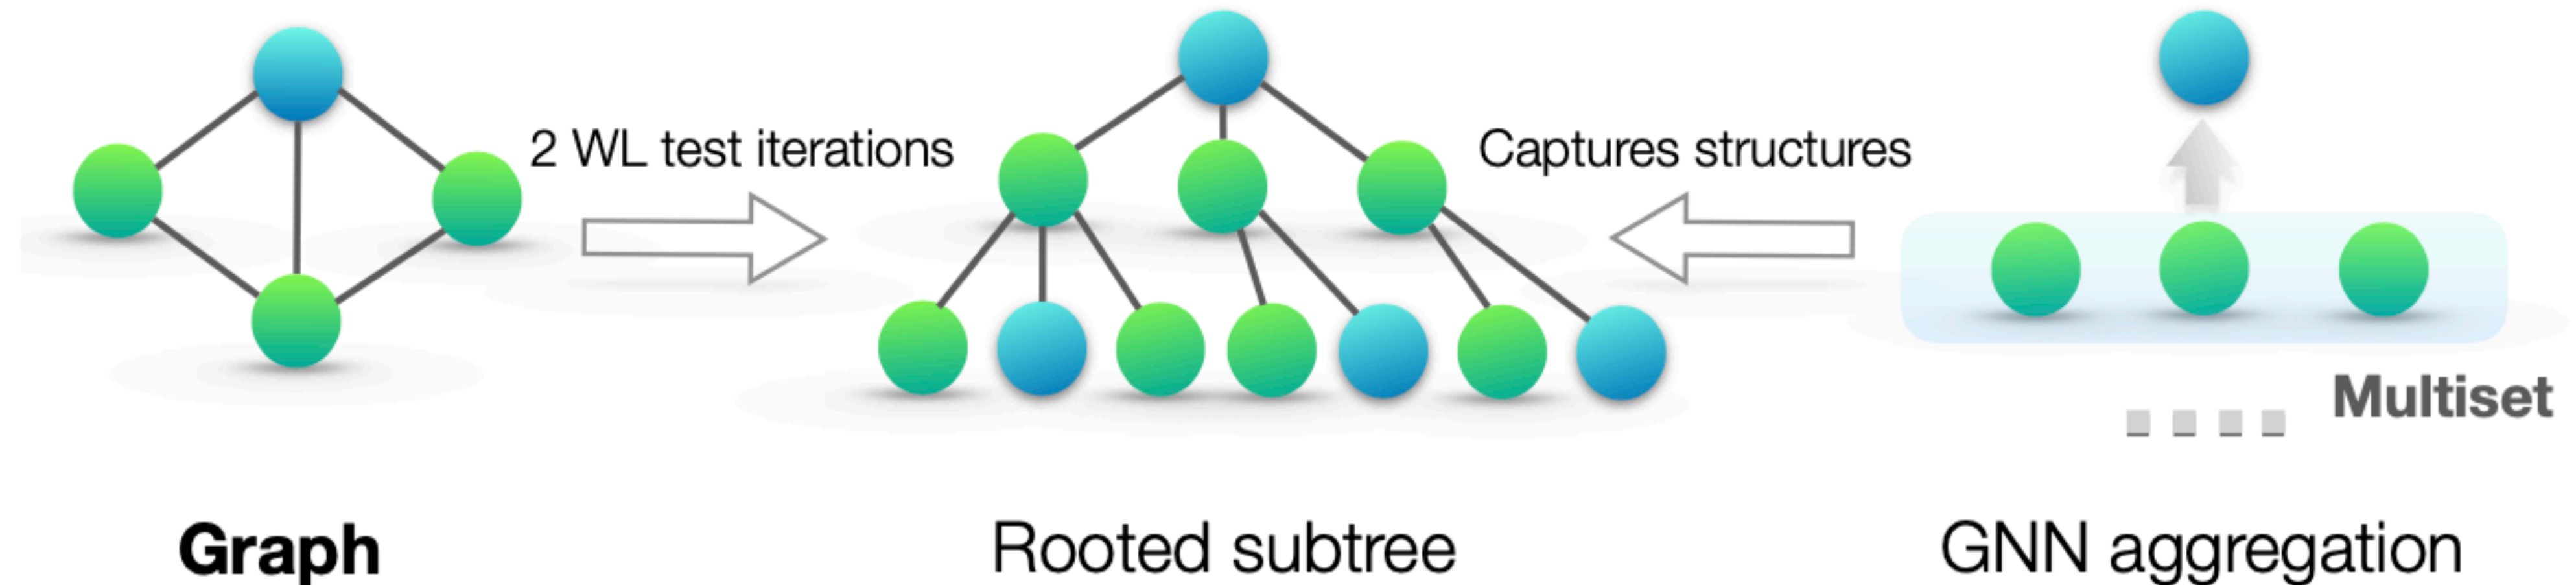 2 WL test iterations
Captures structures
Multiset
Graph
Rooted subtree
GNN aggregation